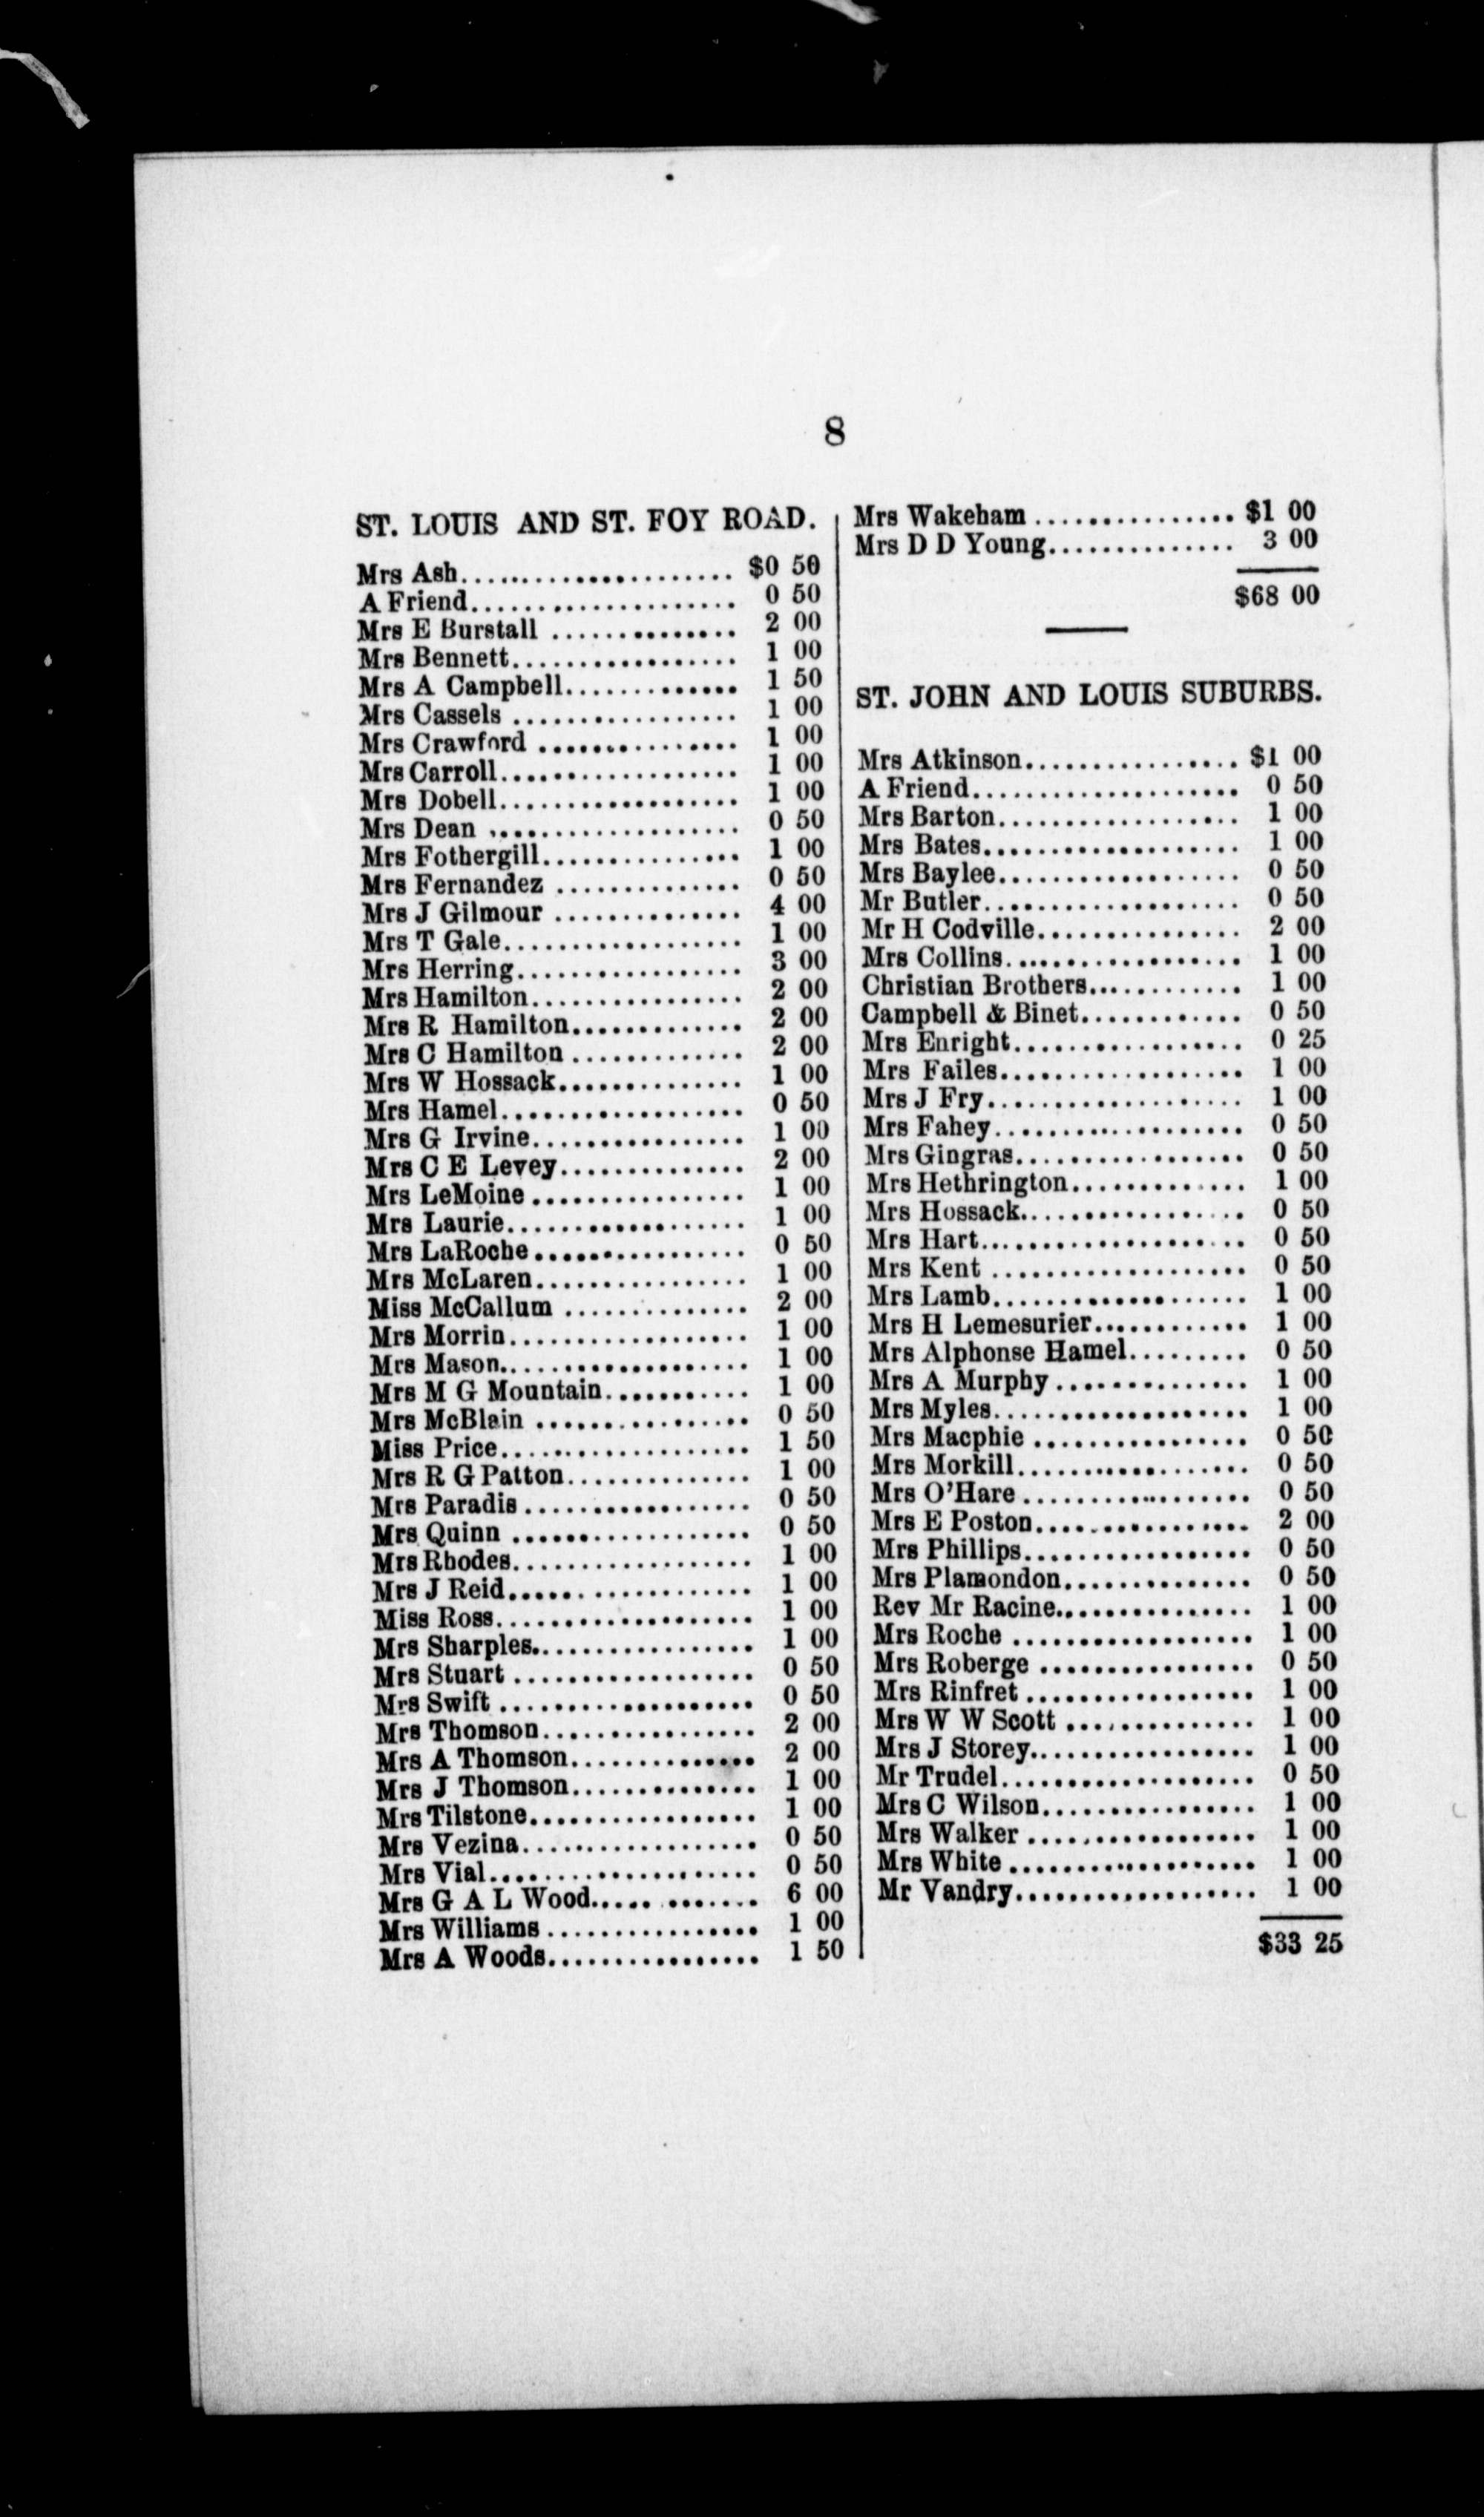 8
ST. LOUIS AND ST. FOY ROAD.
Mrs Ash..................... $0 50
A Friend.................... 0 50
Mrs E Burstall .............. 2 00
Mrs Bennett................. 1 00
Mrs A Campbell............. 1 50
Mrs Cassels ................. 1 00
Mrs Crawford ............... 1 00
Mrs Carroll.................. 1 00
Mrs Dobell.................. 1 00
Mrs Dean ................... 0 50
Mrs Fothergill............... 1 00
Mrs Fernandez .............. 0 50
Mrs J Gilmour .............. 4 00
Mrs T Gale.................. 1 00
Mrs Herring................. 3 00
Mrs Hamilton................ 2 00
Mrs R Hamilton............. 2 00
Mrs C Hamilton ............. 2 00
Mrs W Hossack.............. 1 00
Mrs Hamel.................. 0 50
Mrs G Irvine................ 1 00
Mrs C E Levey.............. 2 00
Mrs LeMoine ................ 1 00
Mrs Laurie.................. 1 00
Mrs LaRoche................ 0 50
Mrs McLaren................ 1 00
Miss McCallum .............. 2 00
Mrs Morrin.................. 1 00
Mrs Mason................... 1 00
Mrs M G Mountain........... 1 00
Mrs McBlain ................ 0 50
Miss Price................... 1 50
Mrs R G Patton.............. 1 00
Mrs Paradis ................. 0 50
Mrs Quinn .................. 0 50
Mrs Rhodes.................. 1 00
Mrs J Reid.................. 1 00
Miss Ross................... 1 00
Mrs Sharples................. 1 00
Mrs Stuart .................. 0 50
Mrs Swift ................... 0 50
Mrs Thomson................ 2 00
Mrs A Thomson.............. 2 00
Mrs J Thomson.............. 1 00
Mrs Tilstone................. 1 00
Mrs Vezina.................. 0 50
Mrs Vial.................... 0 50
Mrs G A L Wood............. 6 00
Mrs Williams ................ 1 00
Mrs A Woods................ 1 50
Mrs Wakeham ............... $1 00
Mrs D D Young.............. 3 00
$68 00
ST. JOHN AND LOUIS SUBURBS.
Mrs Atkinson................ $1 00
A Friend.................... 0 50
Mrs Barton.................. 1 00
Mrs Bates................... 1 00
Mrs Baylee.................. 0 50
Mr Butler................... 0 50
Mr H Codville............... 2 00
Mrs Collins.................. 1 00
Christian Brothers............ 1 00
Campbell & Binet............ 0 50
Mrs Enright................. 0 25
Mrs Failes.................. 1 00
Mrs J Fry................... 1 00
Mrs Fahey................... 0 50
Mrs Gingras................. 0 50
Mrs Hethrington............. 1 00
Mrs Hossack................. 0 50
Mrs Hart.................... 0 50
Mrs Kent ................... 0 50
Mrs Lamb................... 1 00
Mrs H Lemesurier............ 1 00
Mrs Alphonse Hamel......... 0 50
Mrs A Murphy .............. 1 00
Mrs Myles................... 1 00
Mrs Macphie ................ 0 50
Mrs Morkill.................. 0 50
Mrs O'Hare ................. 0 50
Mrs E Poston................ 2 00
Mrs Phillips................. 0 50
Mrs Plamondon.............. 0 50
Rev Mr Racine............... 1 00
Mrs Roche .................. 1 00
Mrs Roberge ................ 0 50
Mrs Rinfret ................. 1 00
Mrs W W Scott .............. 1 00
Mrs J Storey................. 1 00
Mr Trudel................... 0 50
Mrs C Wilson................ 1 00
Mrs Walker ................. 1 00
Mrs White ................... 1 00
Mr Vandry.................. 1 00
$33 25